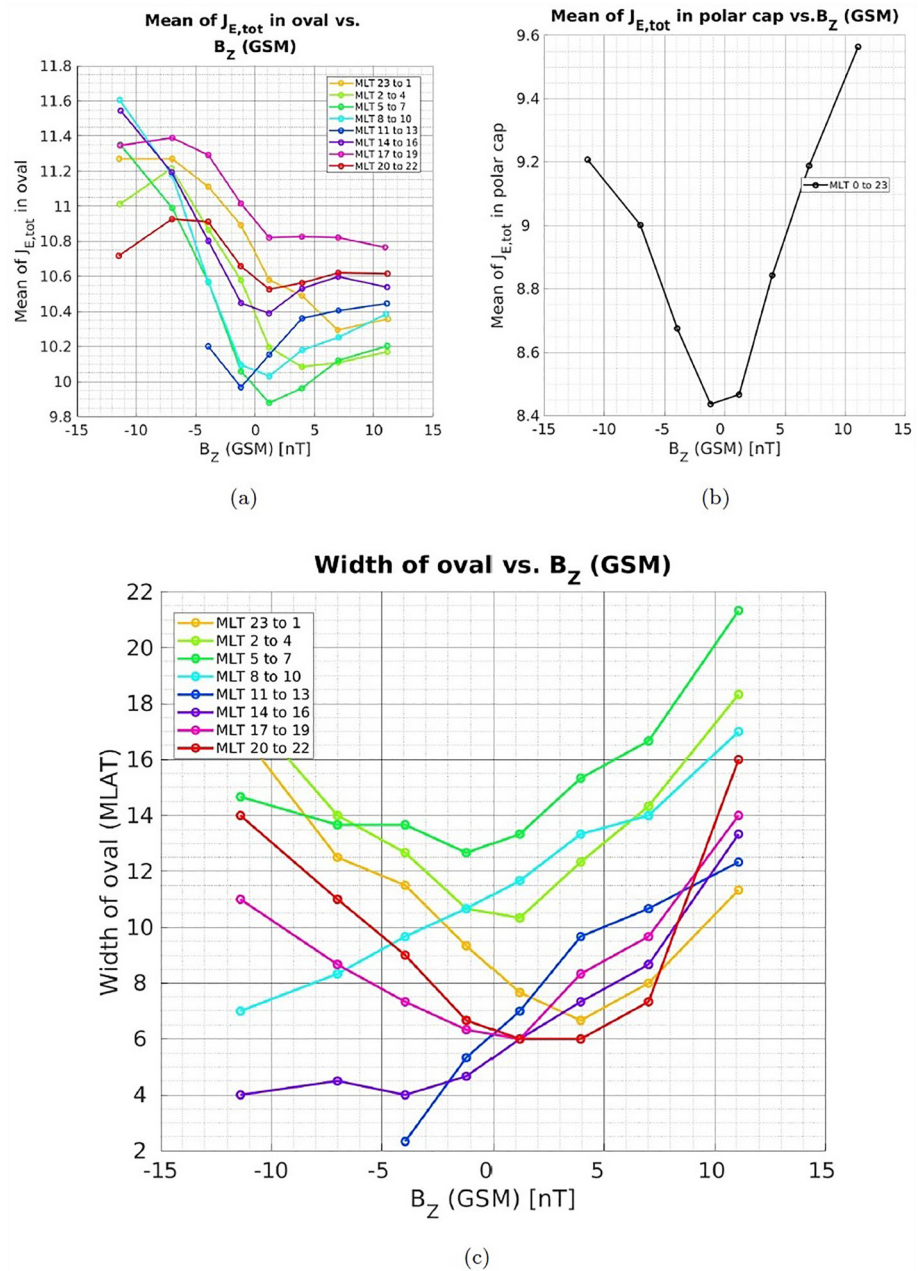 Mean of J_E,tot in oval vs.
B_Z (GSM)
Mean of J_E,tot in oval
11.8
11.6
11.4
11.2
11
10.8
10.6
10.4
10.2
10
9.8
MLT 23 to 1
MLT 2 to 4
MLT 5 to 7
MLT 8 to 10
MLT 11 to 13
MLT 14 to 16
MLT 17 to 19
MLT 20 to 22
-15 -10 -5 0 5 10 15
B_Z (GSM) [nT]
(a)
Mean of J_E,tot in polar cap vs.B_Z (GSM)
Mean of J_E,tot in polar cap
9.6
9.4
9.2
9
8.8
8.6
8.4
MLT 0 to 23
-15 -10 -5 0 5 10 15
B_Z (GSM) [nT]
(b)
Width of oval vs. B_Z (GSM)
Width of oval (MLAT)
22
20
18
16
14
12
10
8
6
4
2
MLT 23 to 1
MLT 2 to 4
MLT 5 to 7
MLT 8 to 10
MLT 11 to 13
MLT 14 to 16
MLT 17 to 19
MLT 20 to 22
-15 -10 -5 0 5 10 15
B_Z (GSM) [nT]
(c)